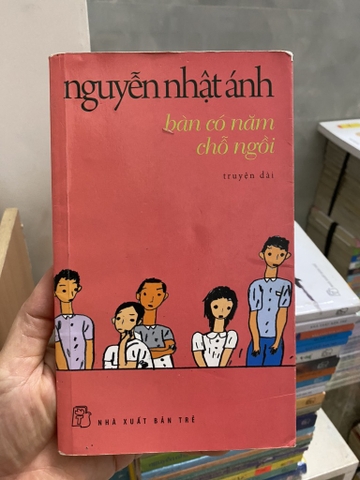 nguyễn nhật ánh
bàn có năm
chỗ ngồi
truyện dài
NHÀ XUẤT BẢN TRẺ